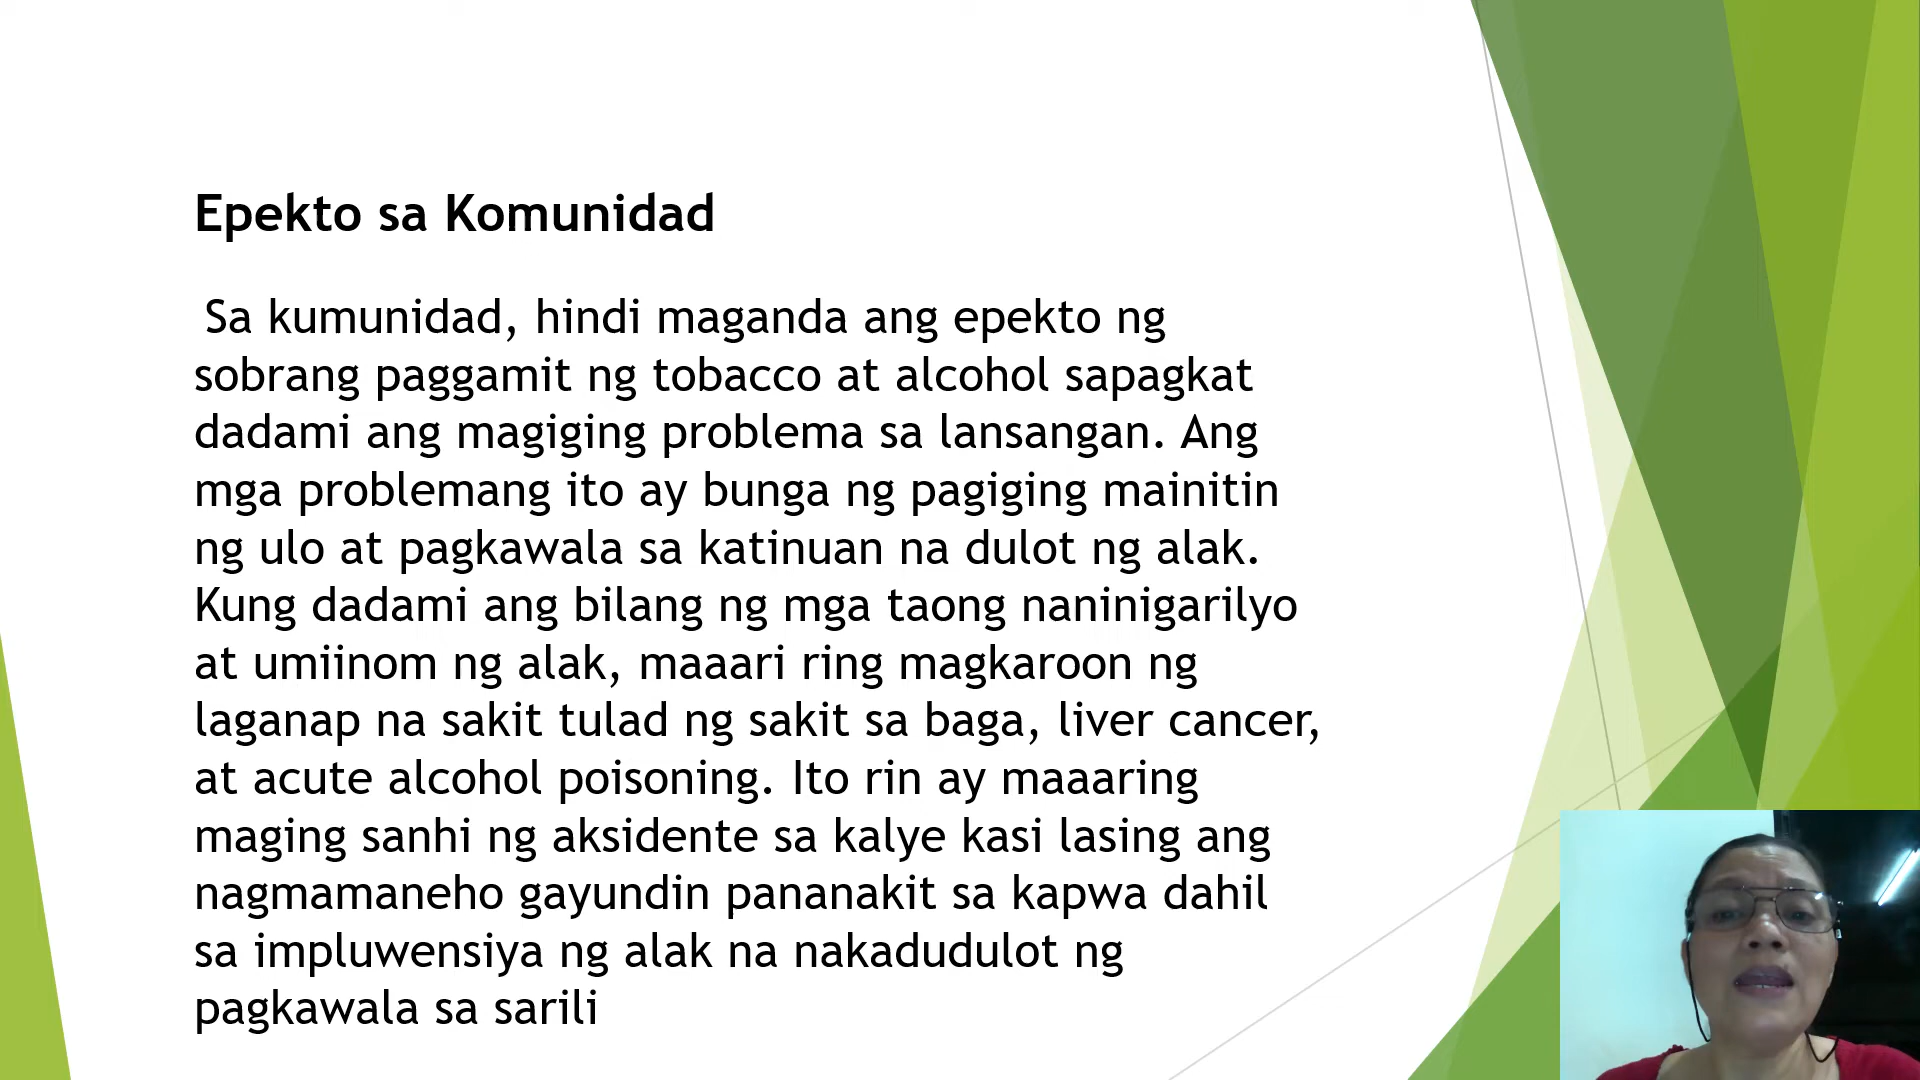 Epekto sa Komunidad
Sa kumunidad, hindi maganda ang epekto ng
sobrang paggamit ng tobacco at alcohol sapagkat
dadami ang magiging problema sa lansangan. Ang
mga problemang ito ay bunga ng pagiging mainitin
ng ulo at pagkawala sa katinuan na dulot ng alak.
Kung dadami ang bilang ng mga taong naninigarilyo
at umiinom ng alak, maaari ring magkaroon ng
laganap na sakit tulad ng sakit sa baga, liver cancer,
at acute alcohol poisoning. Ito rin ay maaaring
maging sanhi ng aksidente sa kalye kasi lasing ang
nagmamaneho gayundin pananakit sa kapwa dahil
sa impluwensiya ng alak na nakadudulot ng
pagkawala sa sarili